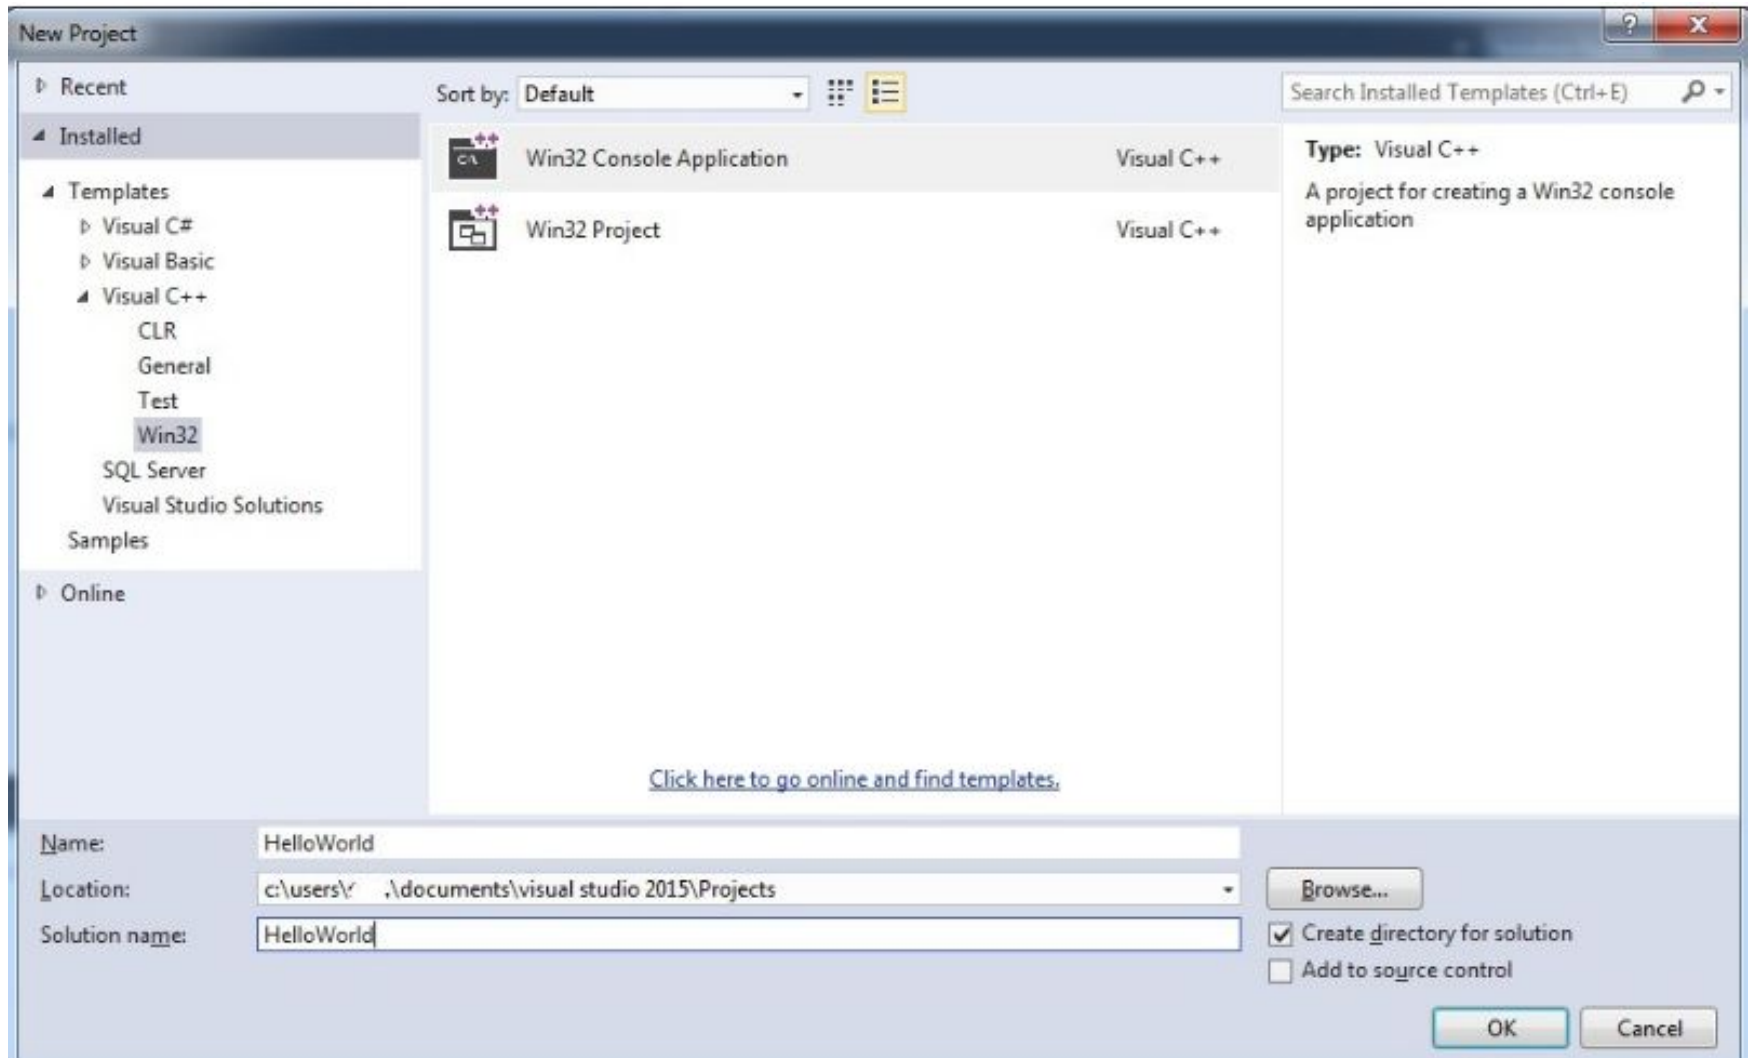 New Project
Recent
Installed
Templates
Visual C#
Visual Basic
Visual C++
CLR
General
Test
Win32
SQL Server
Visual Studio Solutions
Samples
Online
Sort by: Default
Win32 Console Application Visual C++
Win32 Project Visual C++
Click here to go online and find templates.
Search Installed Templates (Ctrl+E)
Type: Visual C++
A project for creating a Win32 console
application
Name: HelloWorld
Location: c:\users\ \documents\visual studio 2015\Projects
Browse...
Solution name: HelloWorld
Create directory for solution
Add to source control
OK Cancel